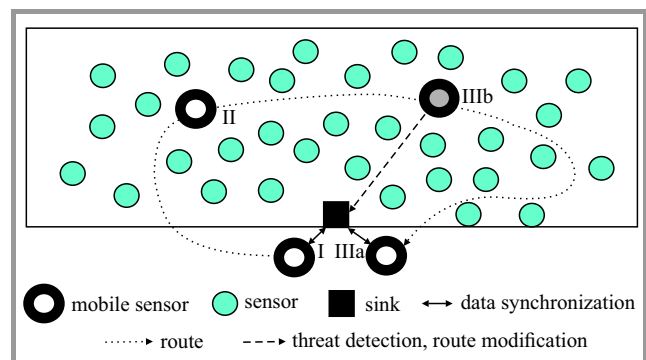 II
IIIb
I IIIa
mobile sensor sensor sink data synchronization
route threat detection, route modification